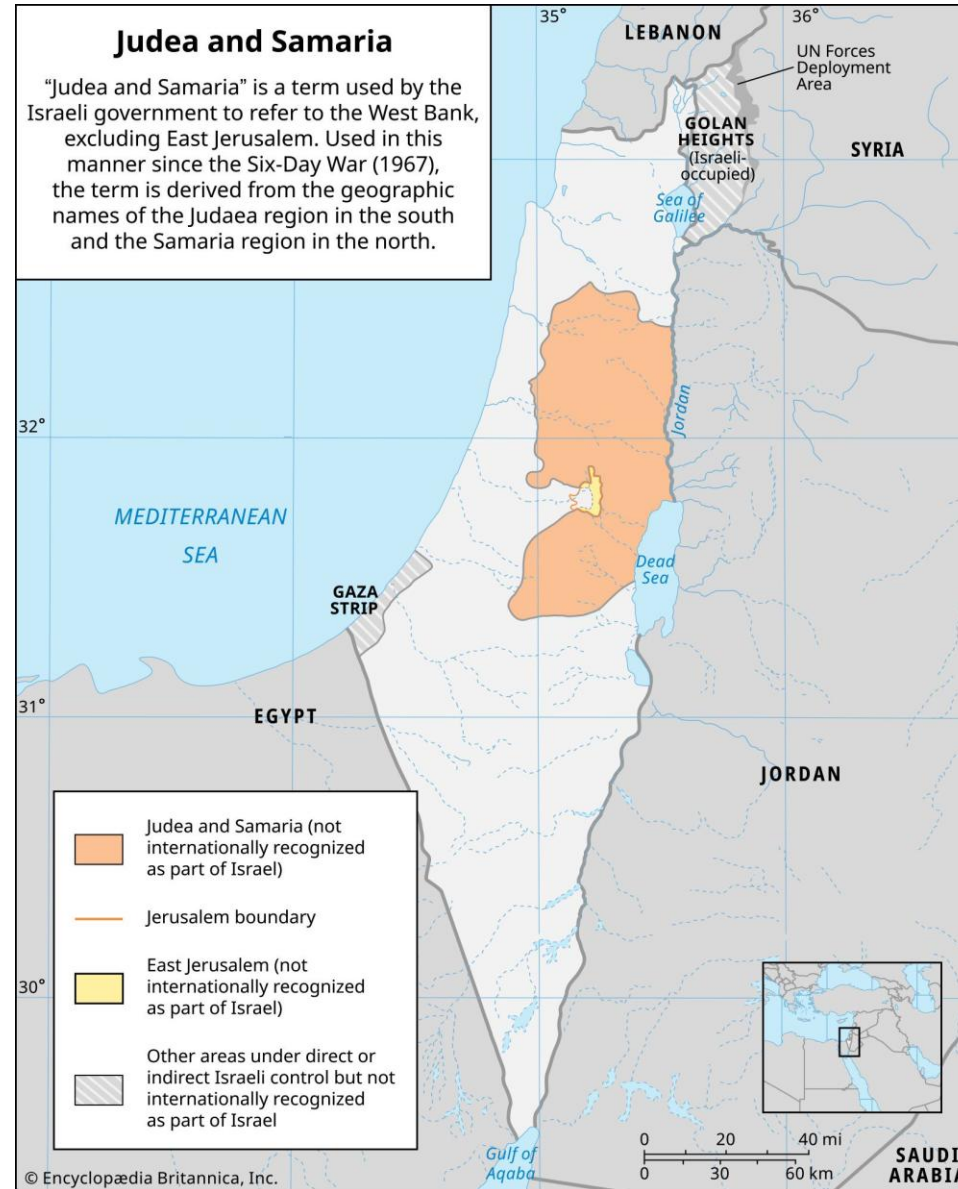 Judea and Samaria
“Judea and Samaria” is a term used by the
Israeli government to refer to the West Bank,
excluding East Jerusalem. Used in this
manner since the Six-Day War (1967),
the term is derived from the geographic
names of the Judaea region in the south
and the Samaria region in the north.
35°
36°
LEBANON
UN Forces
Deployment
Area
GOLAN
HEIGHTS
(Israeli-
occupied)
SYRIA
Sea of
Galilee
32°
Jordan
MEDITERRANEAN
SEA
Dead
Sea
GAZA
STRIP
31°
EGYPT
JORDAN
Judea and Samaria (not
internationally recognized
as part of Israel)
Jerusalem boundary
East Jerusalem (not
internationally recognized
as part of Israel)
Other areas under direct or
indirect Israeli control but not
internationally recognized
as part of Israel
30°
0 20 40 mi
0 30 60 km
Gulf of
Aqaba
SAUDI
ARABIA
© Encyclopædia Britannica, Inc.